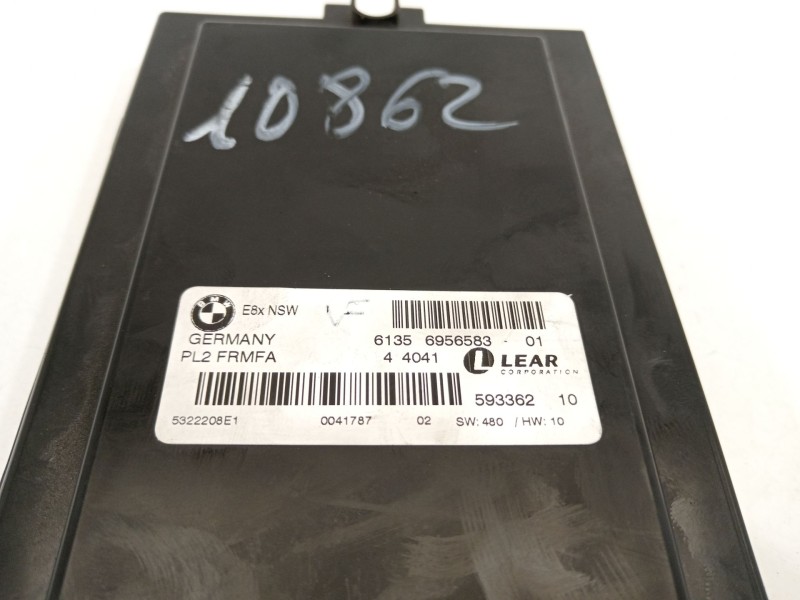 10862
BMW
E8x NSW VF
GERMANY 6135 6956583 - 01
PL2 FRMFA 4 4041 L LEAR
CORPORATION
593362 10
5322208E1 0041787 02 SW: 480 / HW: 10